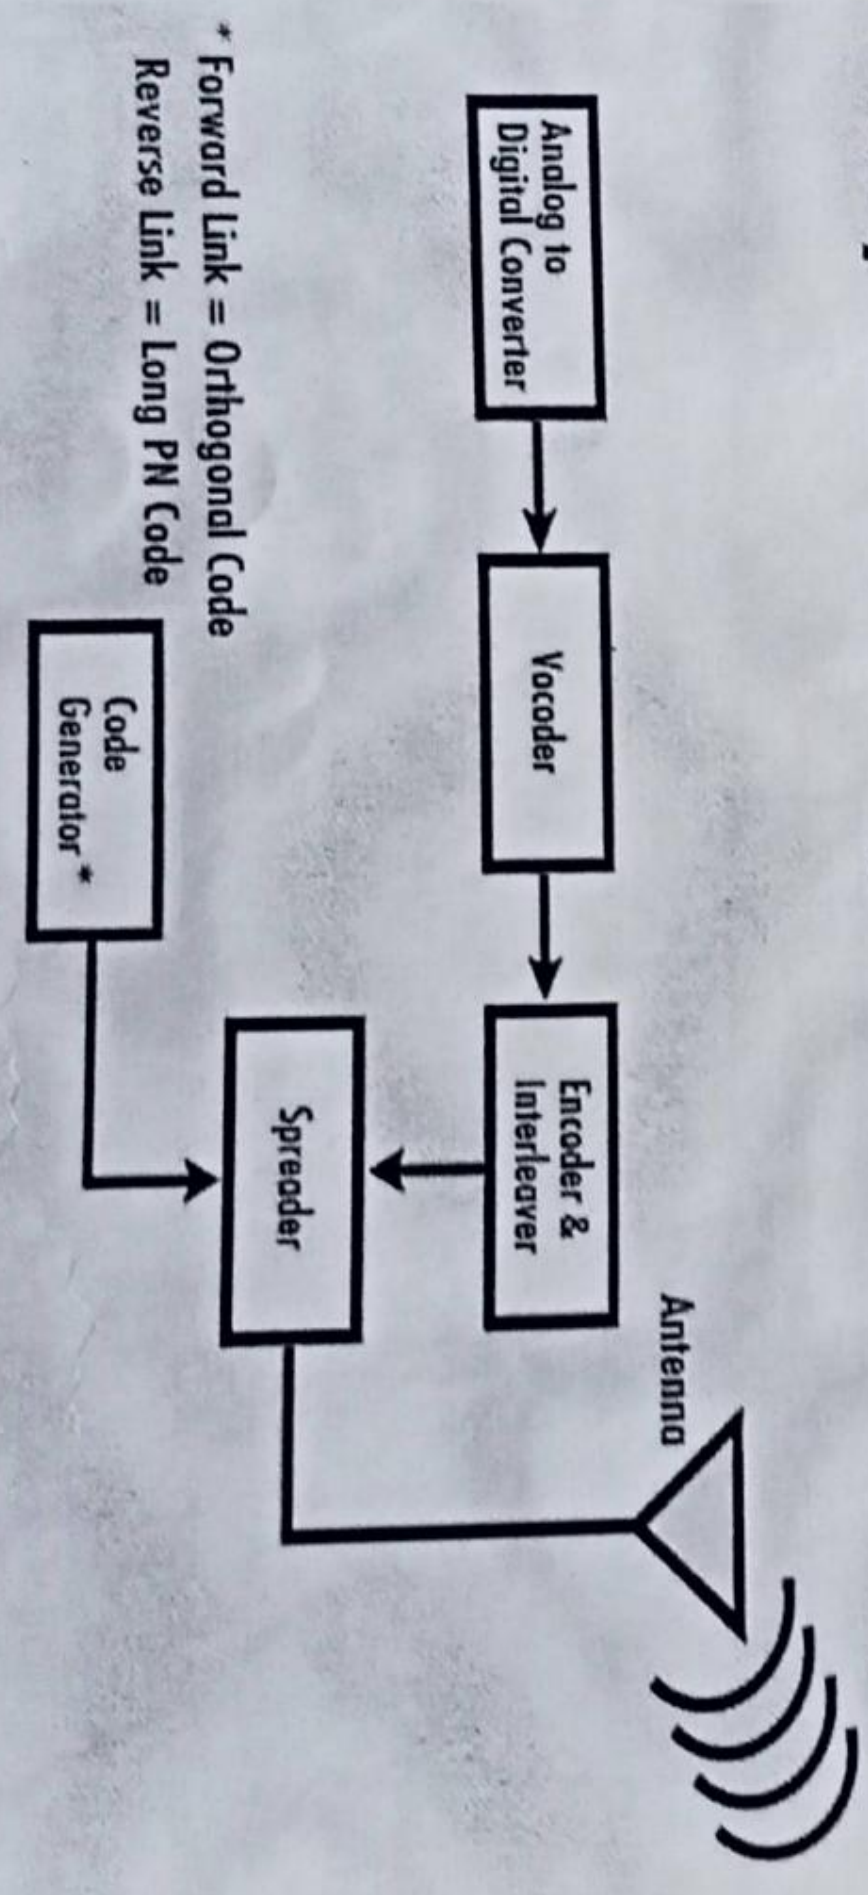 Analog to
Digital Converter
Vocoder
Encoder &
Interleaver
Antenna
* Forward Link = Orthogonal Code
Reverse Link = Long PN Code
Code
Generator *
Spreader